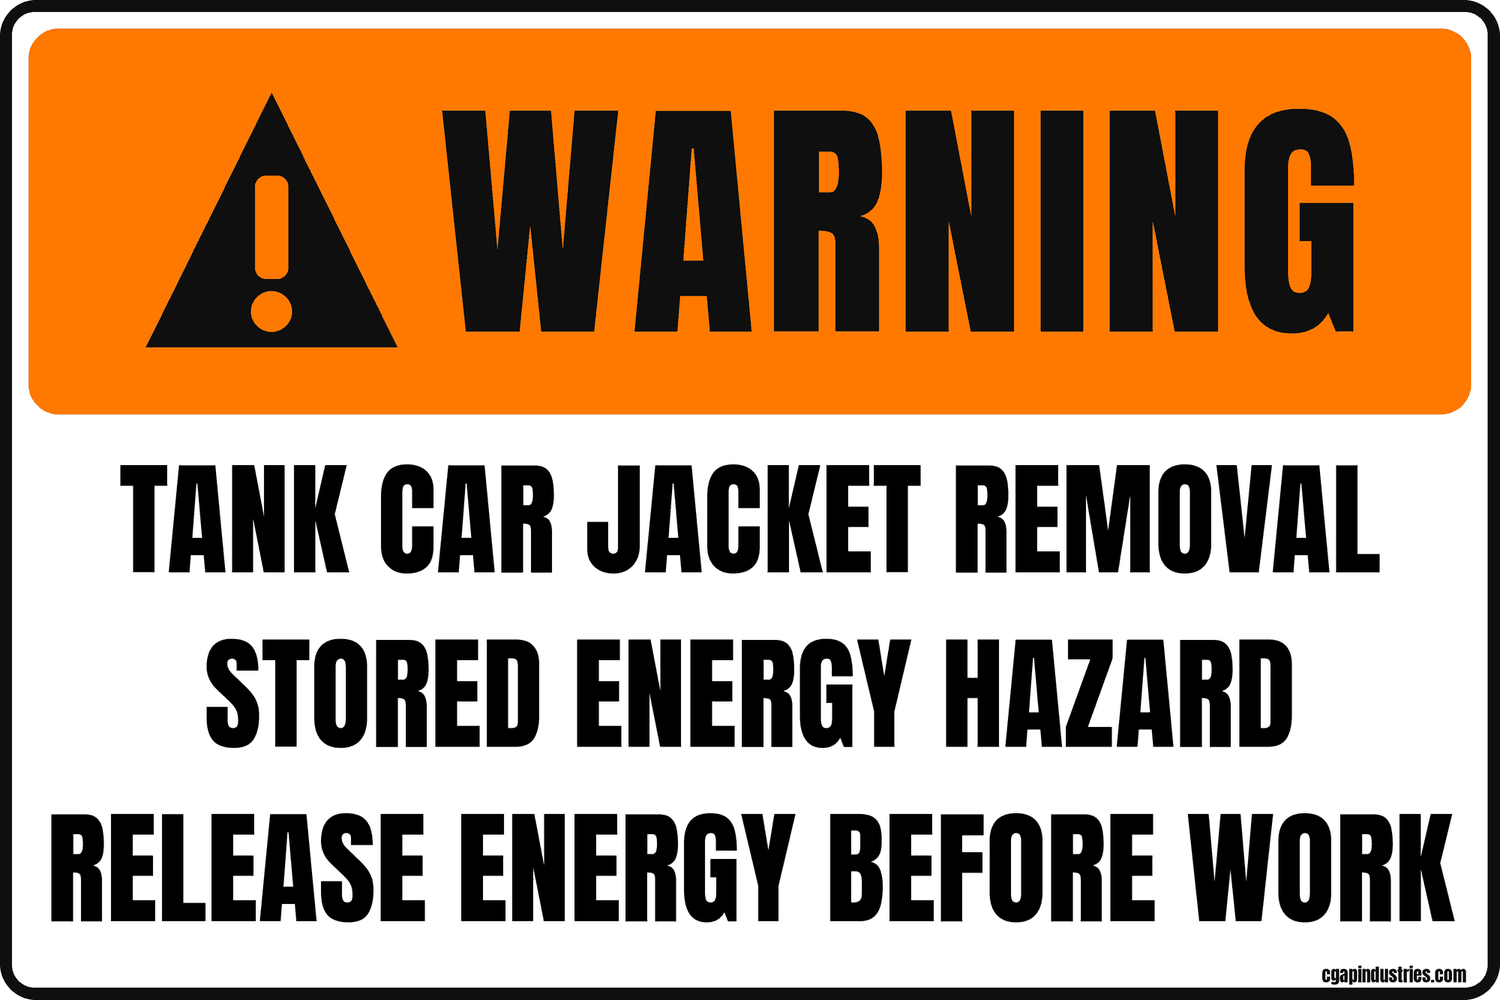 WARNING
TANK CAR JACKET REMOVAL
STORED ENERGY HAZARD
RELEASE ENERGY BEFORE WORK
cgapindustries.com